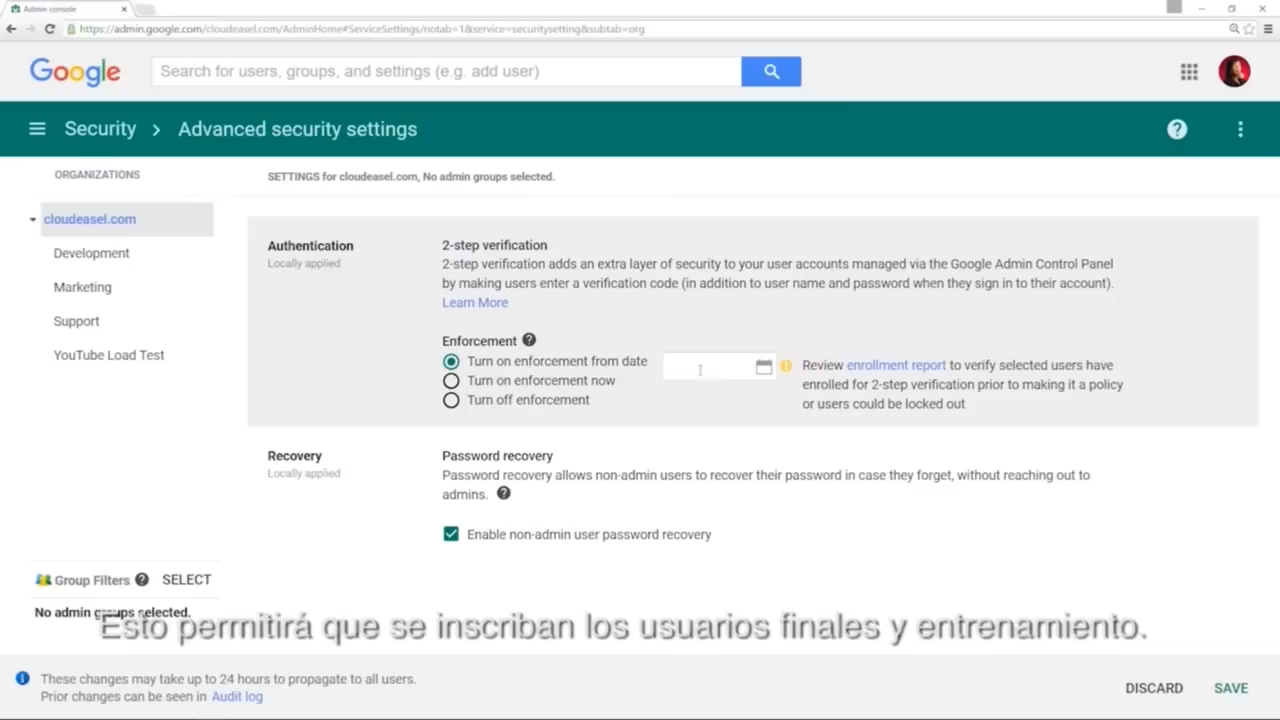 Admin console
https://admin.google.com/cloudeasel.com/AdminHome#ServiceSettings/notab=1&service=securitysetting&subtab=org
Google
Search for users, groups, and settings (e.g. add user)
Security > Advanced security settings
ORGANIZATIONS
cloudeasel.com
Development
Marketing
Support
YouTube Load Test
SETTINGS for cloudeasel.com, No admin groups selected.
Authentication
Locally applied
2-step verification
2-step verification adds an extra layer of security to your user accounts managed via the Google Admin Control Panel
by making users enter a verification code (in addition to user name and password when they sign in to their account).
Learn More
Enforcement
Turn on enforcement from date
Turn on enforcement now
Turn off enforcement
Review enrollment report to verify selected users have
enrolled for 2-step verification prior to making it a policy
or users could be locked out
Recovery
Locally applied
Password recovery
Password recovery allows non-admin users to recover their password in case they forget, without reaching out to
admins.
Enable non-admin user password recovery
Group Filters SELECT
No admin groups selected.
Esto permitirá que se inscriban los usuarios finales y entrenamiento.
These changes may take up to 24 hours to propagate to all users.
Prior changes can be seen in Audit log
DISCARD SAVE